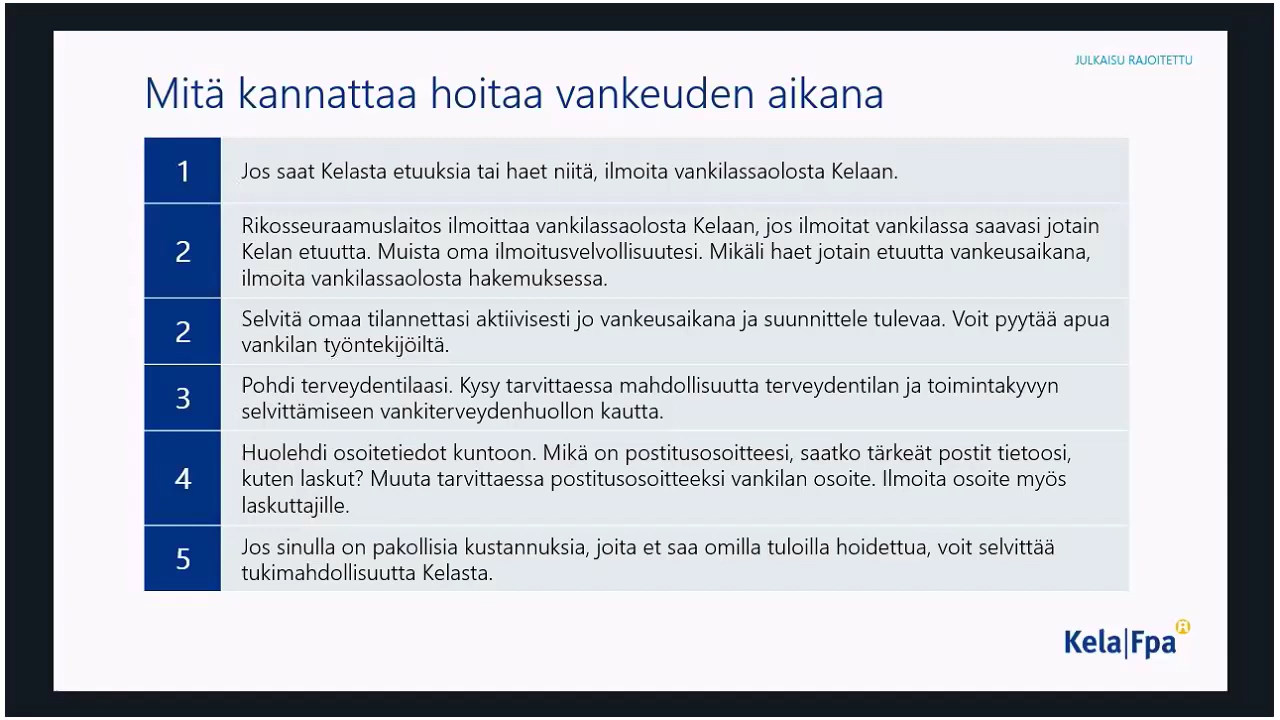 JULKAISU RAJOITETTU
Mitä kannattaa hoitaa vankeuden aikana
1
Jos saat Kelasta etuuksia tai haet niitä, ilmoita vankilassaolosta Kelaan.
2
Rikosseuraamuslaitos ilmoittaa vankilassaolosta Kelaan, jos ilmoitat vankilassa saavasi jotain
Kelan etuutta. Muista oma ilmoitusvelvollisuutesi. Mikäli haet jotain etuutta vankeusaikana,
ilmoita vankilassaolosta hakemuksessa.
2
Selvitä omaa tilannettasi aktiivisesti jo vankeusaikana ja suunnittele tulevaa. Voit pyytää apua
vankilan työntekijöiltä.
3
Pohdi terveydentilaasi. Kysy tarvittaessa mahdollisuutta terveydentilan ja toimintakyvyn
selvittämiseen vankiterveydenhuollon kautta.
4
Huolehdi osoitetiedot kuntoon. Mikä on postitusosoitteesi, saatko tärkeät postit tietoosi,
kuten laskut? Muuta tarvittaessa postitusosoitteeksi vankilan osoite. Ilmoita osoite myös
laskuttajille.
5
Jos sinulla on pakollisia kustannuksia, joita et saa omilla tuloilla hoidettua, voit selvittää
tukimahdollisuutta Kelasta.
Kela|Fpa